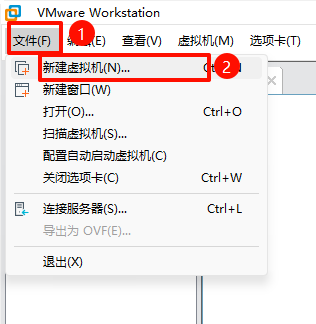 VMware Workstation
文件(F) 1 查看(V) 虚拟机(M) 选项卡(T)
新建虚拟机(N)... 2
新建窗口(W)
打开(O)... Ctrl+O
扫描虚拟机(S)...
配置自动启动虚拟机(C)
关闭选项卡(C) Ctrl+W
连接服务器(S)... Ctrl+L
导出为 OVF(E)...
退出(X)